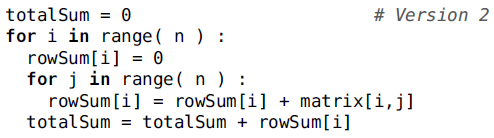 totalSum = 0 # Version 2
for i in range( n ) :
rowSum[i] = 0
for j in range( n ) :
rowSum[i] = rowSum[i] + matrix[i,j]
totalSum = totalSum + rowSum[i]